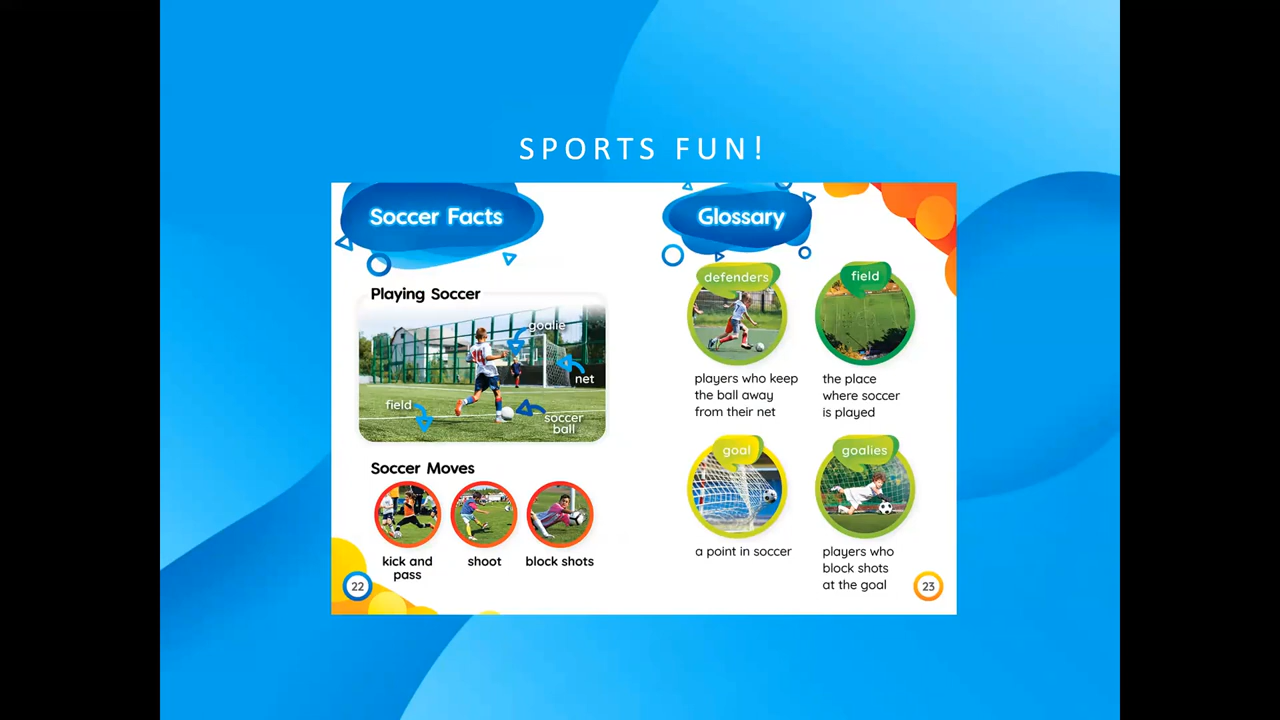 SPORTS FUN!
Soccer Facts
Playing Soccer
goalie
net
field
soccer
ball
Soccer Moves
kick and
pass
shoot
block shots
22
Glossary
defenders
players who keep
the ball away
from their net
field
the place
where soccer
is played
goal
a point in soccer
goalies
players who
block shots
at the goal
23